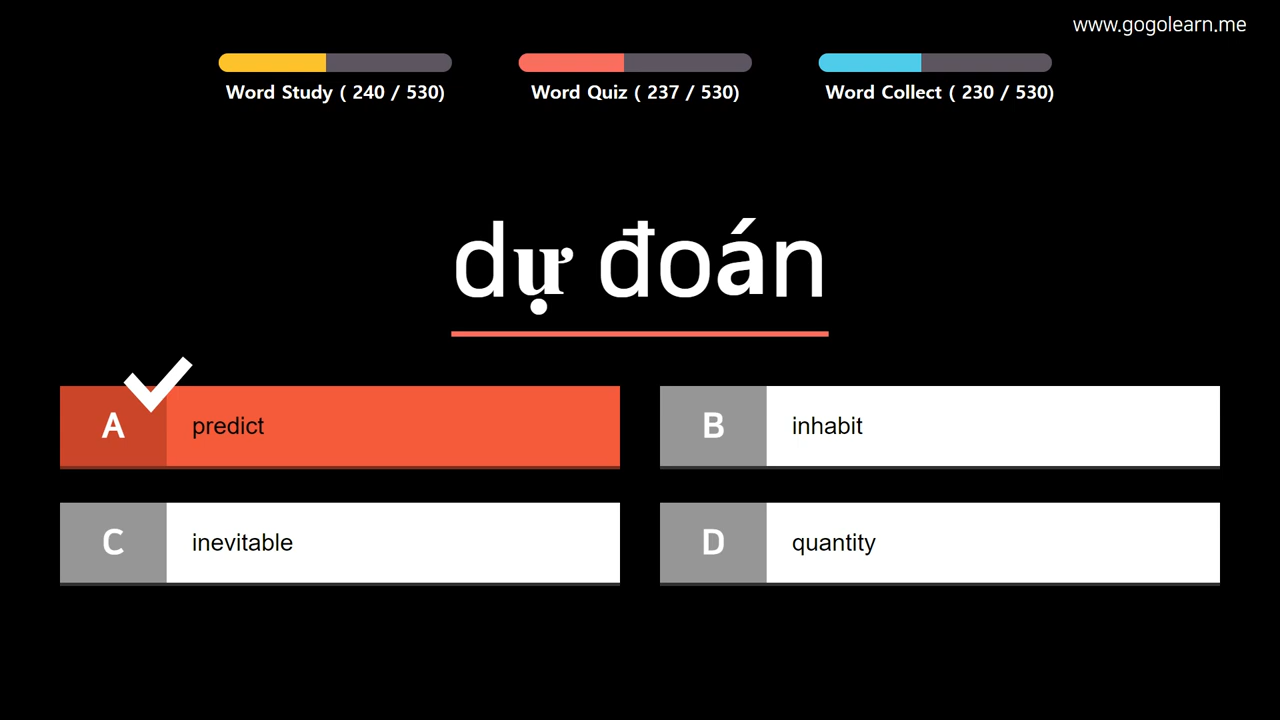 www.gogolearn.me
Word Study ( 240 / 530)
Word Quiz ( 237 / 530)
Word Collect ( 230 / 530)
dự đoán
A predict
B inhabit
C inevitable
D quantity